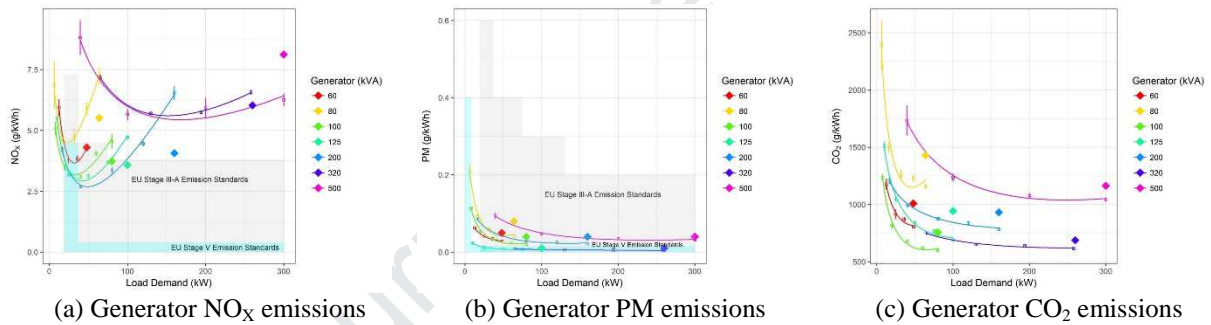 7.5
5.0
2.5
0.0
NOX (g/kWh)
0
100
200
300
Load Demand (kW)
EU Stage III-A Emission Standards
EU Stage V Emission Standards
Generator (kVA)
60
80
100
125
200
320
500
(a) Generator NOX emissions
0.6
0.4
0.2
0.0
PM (g/kWh)
0
100
200
300
Load Demand (kW)
EU Stage III-A Emission Standards
EU Stage V Emission Standards
Generator (kVA)
60
80
100
125
200
320
500
(b) Generator PM emissions
2500
2000
1500
1000
500
CO2 (g/kWh)
0
100
200
300
Load Demand (kW)
Generator (kVA)
60
80
100
125
200
320
500
(c) Generator CO2 emissions